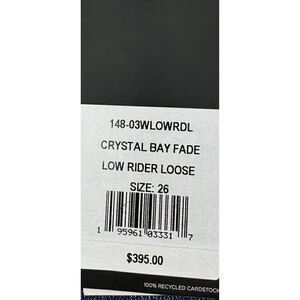 148-03WLOWRDL
CRYSTAL BAY FADE
LOW RIDER LOOSE
SIZE: 26
1 95961 03331 7
$395.00
100% RECYCLED CARDSTOCK